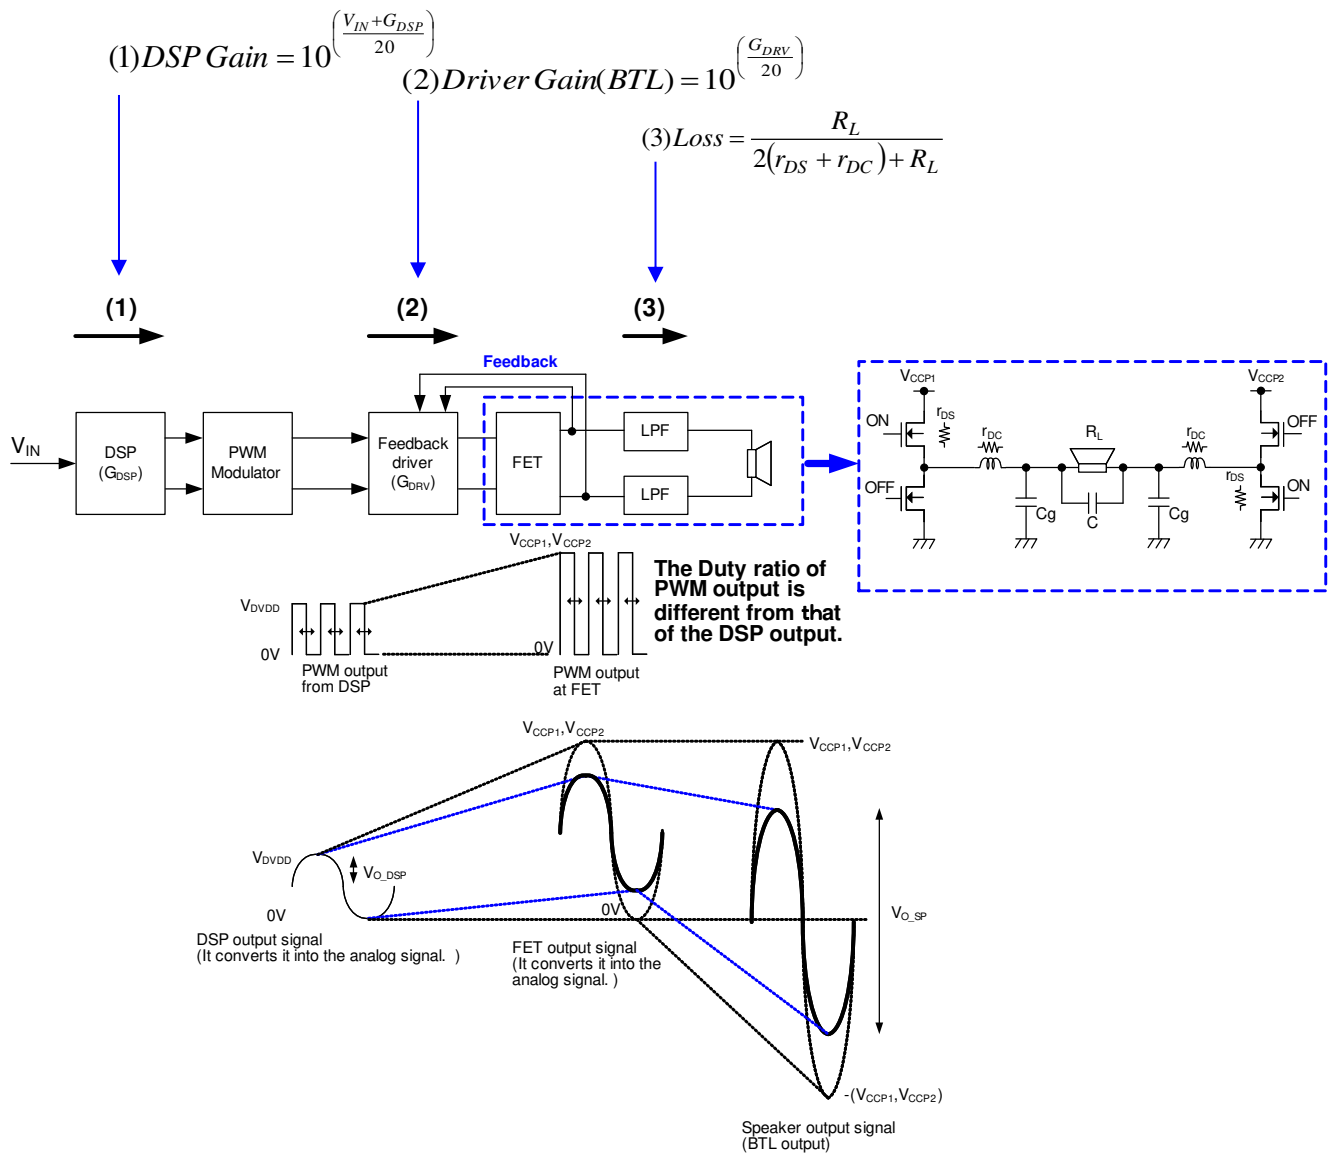 (1) DSP Gain = 10^((V_IN + G_DSP)/20)
(2) Driver Gain(BTL) = 10^(G_DRV/20)
(3) Loss = R_L / (2(r_DS + r_DC) + R_L)
(1)
(2)
(3)
Feedback
V_IN
DSP
(G_DSP)
PWM
Modulator
Feedback
driver
(G_DRV)
FET
LPF
LPF
V_CCP1
V_CCP2
ON
r_DS
OFF
r_DC
R_L
r_DC
OFF
r_DS
ON
Cg
C
Cg
V_CCP1,V_CCP2
V_DVDD
0V
0V
PWM output
from DSP
PWM output
at FET
The Duty ratio of
PWM output is
different from that
of the DSP output.
V_CCP1,V_CCP2
V_CCP1,V_CCP2
V_DVDD
V_O_DSP
0V
0V
V_O_SP
DSP output signal
(It converts it into the analog signal. )
FET output signal
(It converts it into the
analog signal. )
-(V_CCP1,V_CCP2)
Speaker output signal
(BTL output)